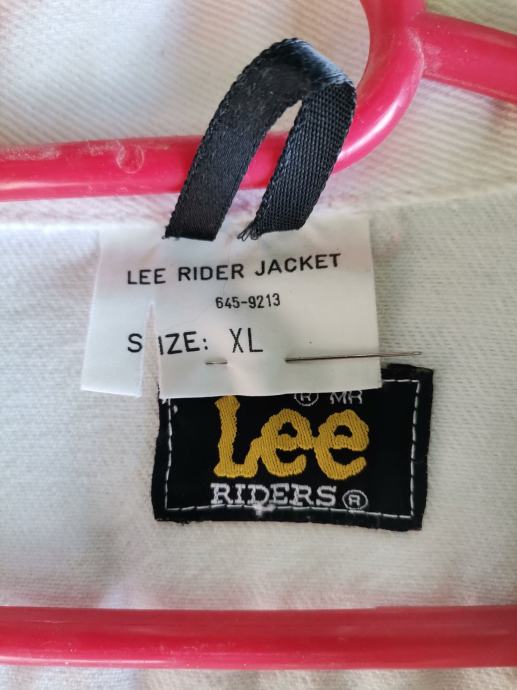 LEE RIDER JACKET
645-9213
SIZE: XL
® MR
Lee
RIDERS®